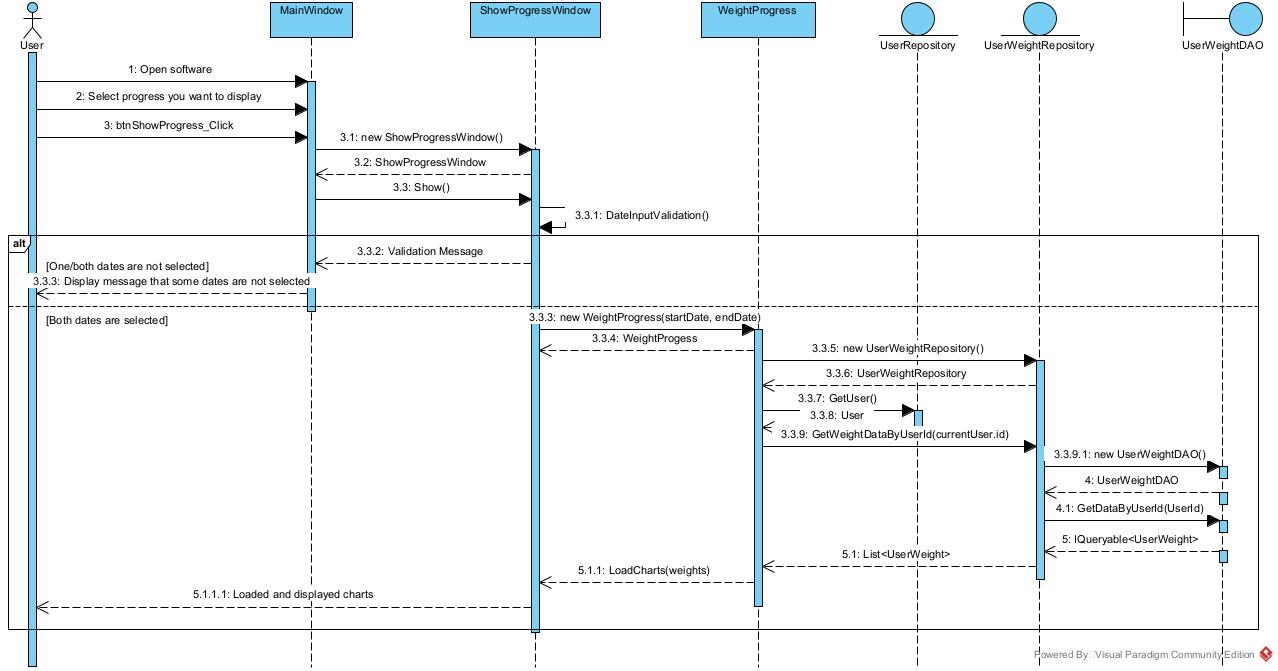 MainWindow
ShowProgressWindow
WeightProgress
User
UserRepository
UserWeightRepository
UserWeightDAO
1: Open software
2: Select progress you want to display
3: btnShowProgress_Click
3.1: new ShowProgressWindow()
3.2: ShowProgressWindow
3.3: Show()
3.3.1: DateInputValidation()
alt
3.3.2: Validation Message
[One/both dates are not selected]
3.3.3: Display message that some dates are not selected
[Both dates are selected]
3.3.3: new WeightProgress(startDate, endDate)
3.3.4: WeightProgess
3.3.5: new UserWeightRepository()
3.3.6: UserWeightRepository
3.3.7: GetUser()
3.3.8: User
3.3.9: GetWeightDataByUserId(currentUser.id)
3.3.9.1: new UserWeightDAO()
4: UserWeightDAO
4.1: GetDataByUserId(UserId)
5: IQueryable<UserWeight>
5.1: List<UserWeight>
5.1.1: LoadCharts(weights)
5.1.1.1: Loaded and displayed charts
Powered By Visual Paradigm Community Edition